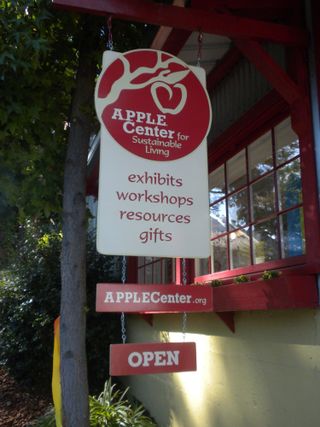 APPLE
Center for
Sustainable
Living
exhibits
workshops
resources
gifts
APPLECenter.org
OPEN